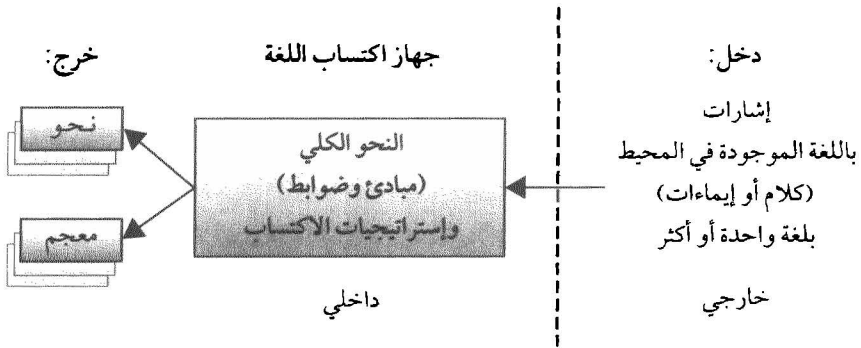 دخل:
إشارات
باللغة الموجودة في المحيط
(كلام أو إيماءات)
بلغة واحدة أو أكثر
خارجي
جهاز اكتساب اللغة
النحو الكلي
(مبادئ وضوابط)
وإستراتيجيات الاكتساب
داخلي
خرج:
نحو
معجم